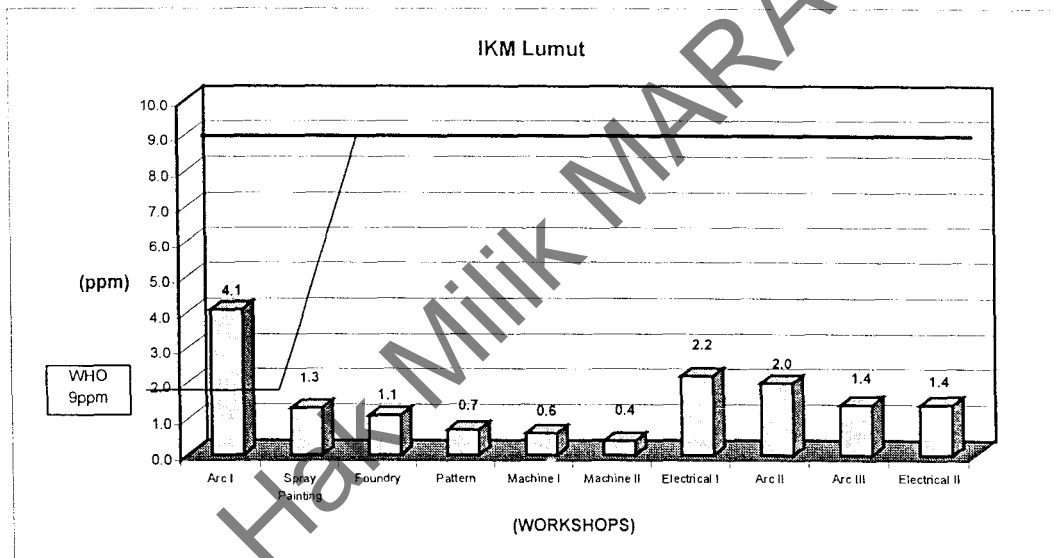 IKM Lumut
10.0
9.0
8.0
7.0
6.0
5.0
4.0
3.0
2.0
1.0
0.0
(ppm)
WHO
9ppm
4.1
1.3
1.1
0.7
0.6
0.4
2.2
2.0
1.4
1.4
Arc I
Spray Painting
Foundry
Pattern
Machine I
Machine II
Electrical I
Arc II
Arc III
Electrical II
(WORKSHOPS)
Hak Milik MARA